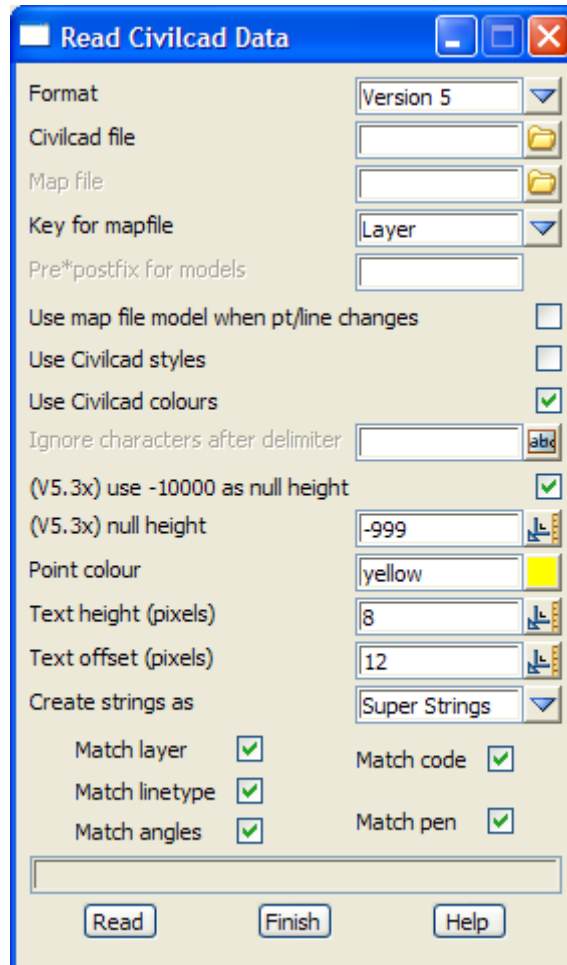 Read Civilcad Data
Format Version 5
Civilcad file
Map file
Key for mapfile Layer
Pre*postfix for models
Use map file model when pt/line changes
Use Civilcad styles
Use Civilcad colours
Ignore characters after delimiter abc
(V5.3x) use -10000 as null height
(V5.3x) null height -999
Point colour yellow
Text height (pixels) 8
Text offset (pixels) 12
Create strings as Super Strings
Match layer Match code
Match linetype
Match angles Match pen
Read Finish Help